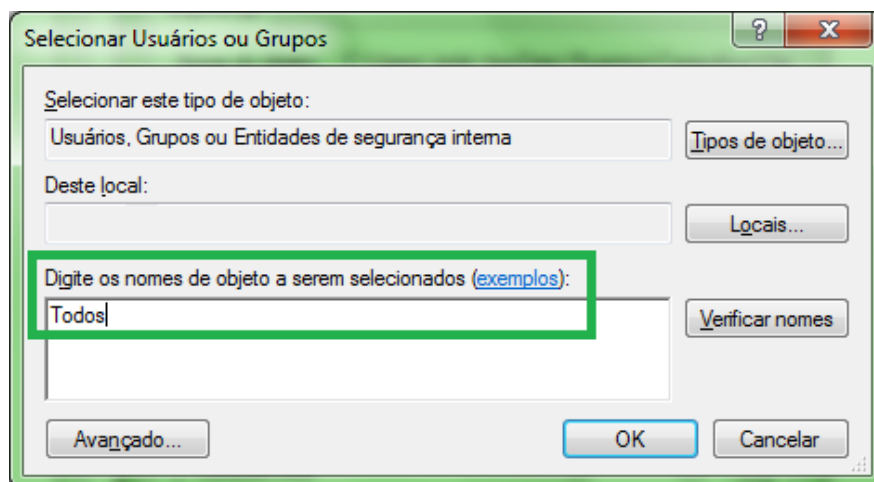 Selecionar Usuários ou Grupos
?
Selecionar este tipo de objeto:
Usuários, Grupos ou Entidades de segurança interna
Tipos de objeto...
Deste local:
Locais...
Digite os nomes de objeto a serem selecionados (exemplos):
Todos
Verificar nomes
Avançado...
OK
Cancelar